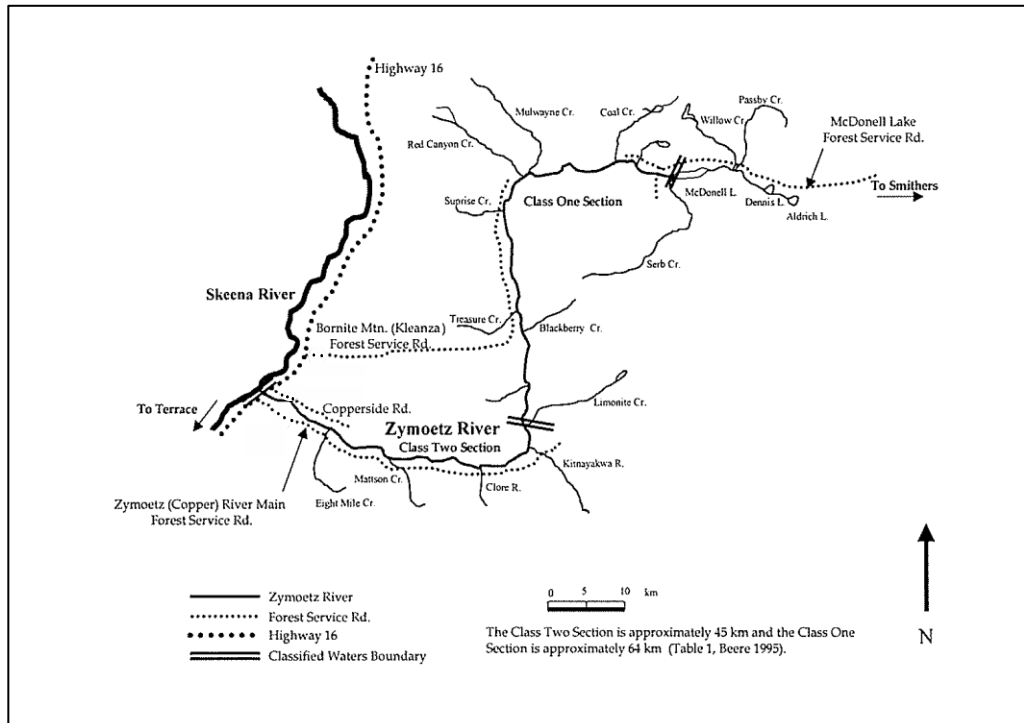 Highway 16
Mulwayne Cr.
Coal Cr.
Passby Cr.
Willow Cr.
McDonell Lake
Forest Service Rd.
Red Canyon Cr.
To Smithers
McDonell L.
Dennis L.
Aldrich L.
Suprise Cr.
Class One Section
Serb Cr.
Skeena River
Treasure Cr.
Blackberry Cr.
Bornite Mtn. (Kleanza)
Forest Service Rd.
To Terrace
Copperside Rd.
Limonite Cr.
Zymoetz River
Class Two Section
Kitnayakwa R.
Mattson Cr.
Clore R.
Eight Mile Cr.
Zymoetz (Copper) River Main
Forest Service Rd.
Zymoetz River
Forest Service Rd.
Highway 16
Classified Waters Boundary
0 5 10 km
The Class Two Section is approximately 45 km and the Class One
Section is approximately 64 km (Table 1, Beere 1995).
N